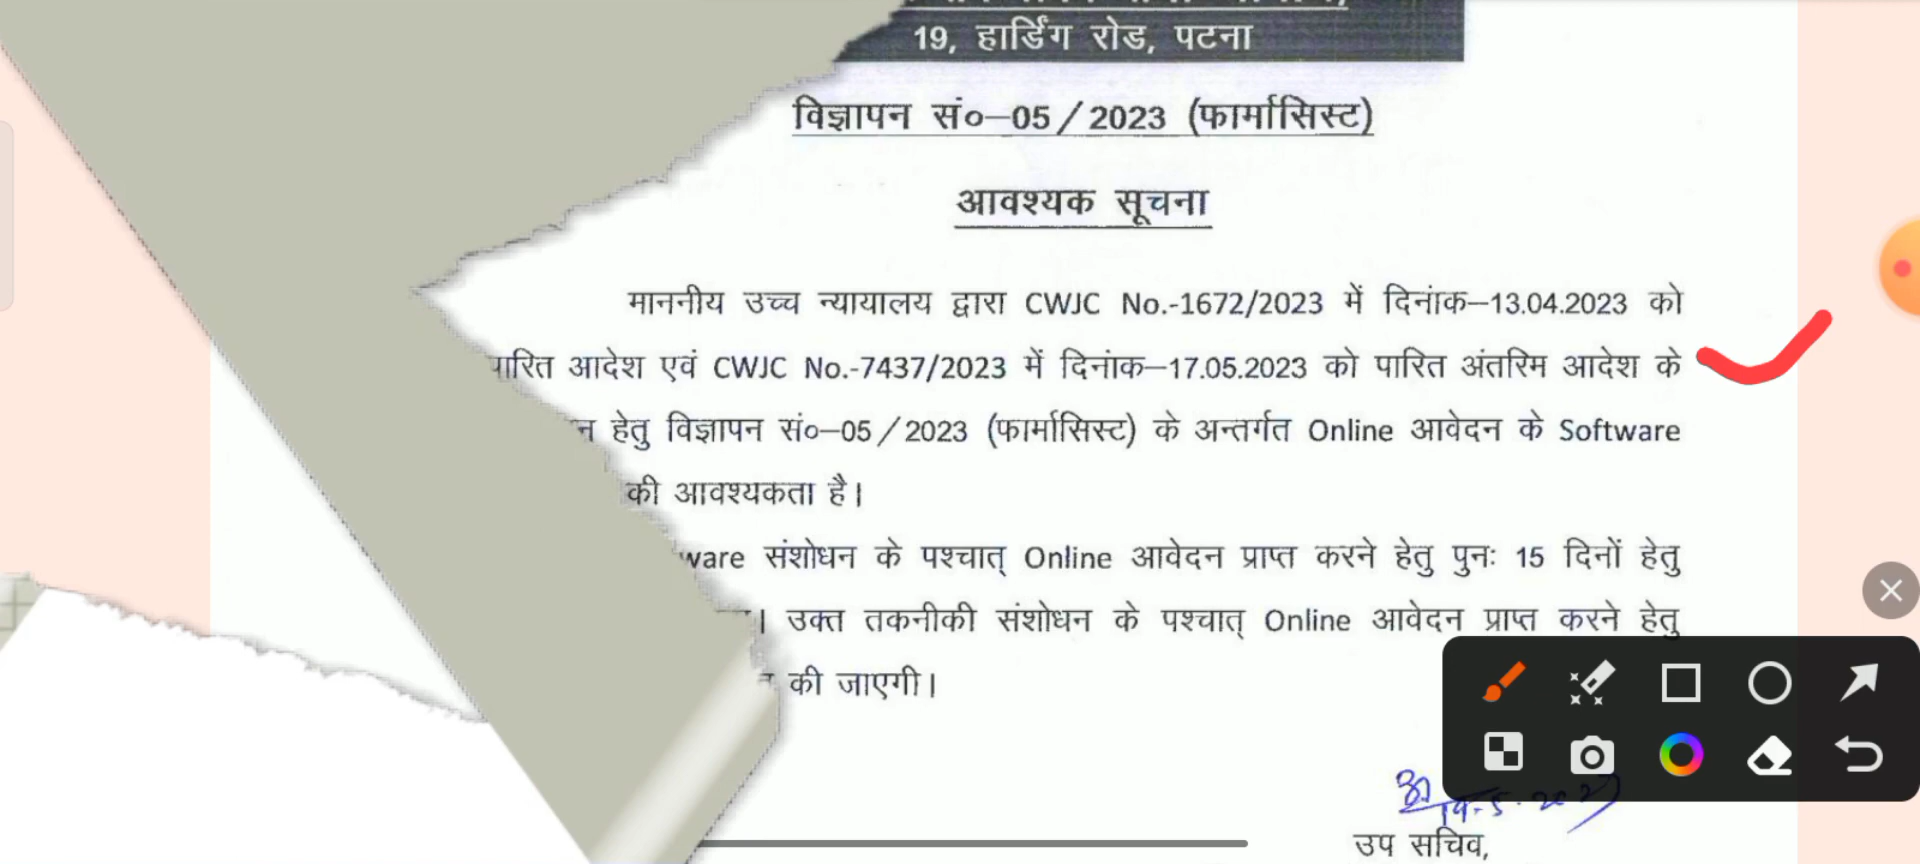 19, हार्डिंग रोड, पटना
विज्ञापन सं०–05/2023 (फार्मासिस्ट)
आवश्यक सूचना
माननीय उच्च न्यायालय द्वारा CWJC No.-1672/2023 में दिनांक–13.04.2023 को
आदेश एवं CWJC No.-7437/2023 में दिनांक–17.05.2023 को पारित अंतरिम आदेश के
हेतु विज्ञापन सं०–05/2023 (फार्मासिस्ट) के अन्तर्गत Online आवेदन के Software
की आवश्यकता है।
संशोधन के पश्चात् Online आवेदन प्राप्त करने हेतु पुनः 15 दिनों हेतु
। उक्त तकनीकी संशोधन के पश्चात् Online आवेदन प्राप्त करने हेतु
की जाएगी।
उप सचिव,